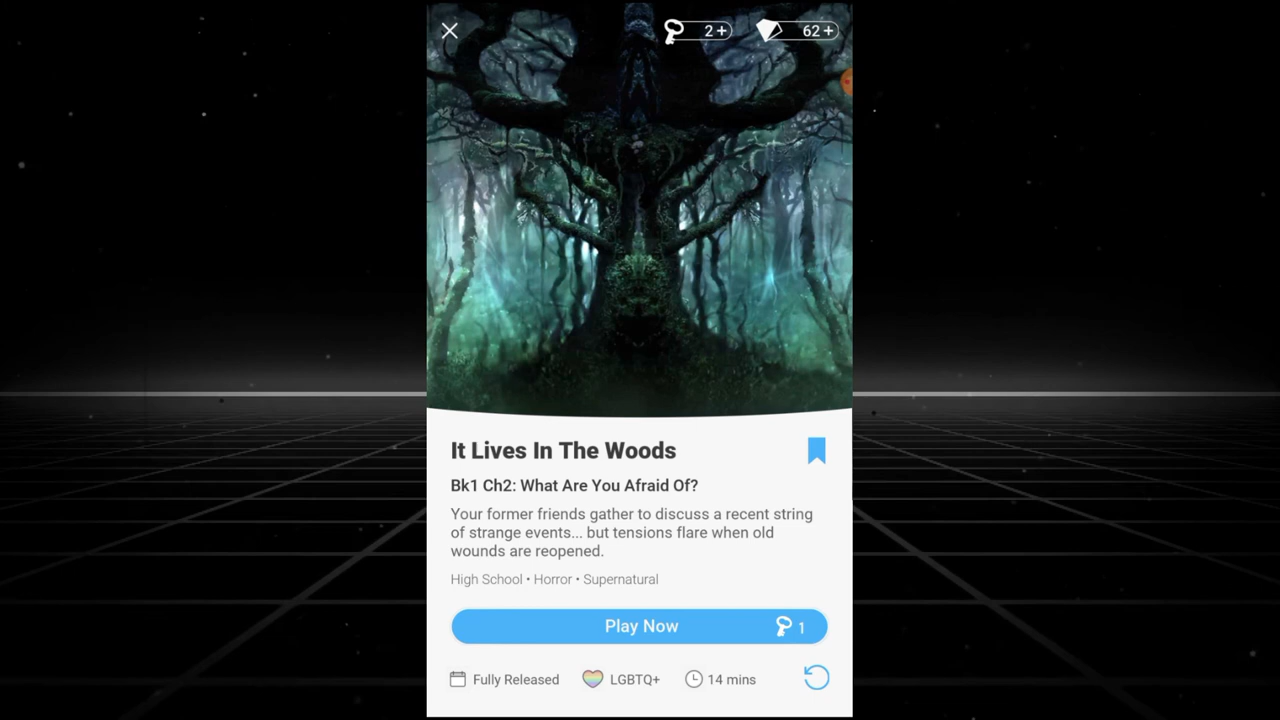 2+
62+
It Lives In The Woods
Bk1 Ch2: What Are You Afraid Of?
Your former friends gather to discuss a recent string
of strange events... but tensions flare when old
wounds are reopened.
High School • Horror • Supernatural
Play Now 1
Fully Released LGBTQ+ 14 mins